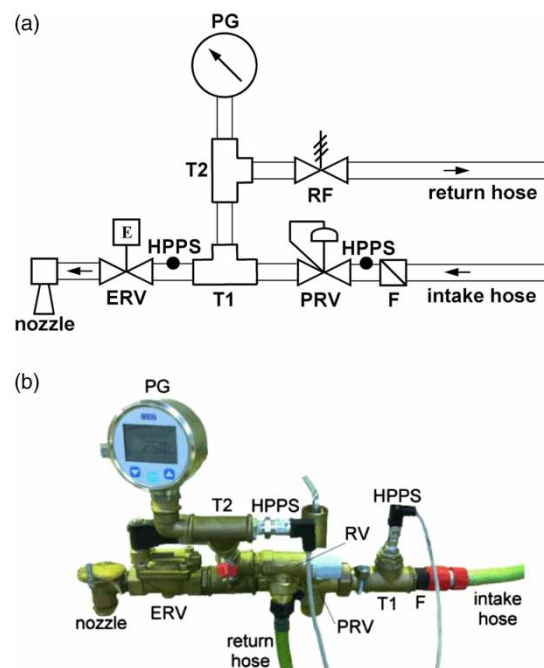 (a)
PG
T2
RF
return hose
E
HPPS
HPPS
ERV
T1
PRV
F
intake hose
nozzle
(b)
PG
T2
HPPS
HPPS
RV
ERV
T1
F
intake
hose
nozzle
return
hose
PRV